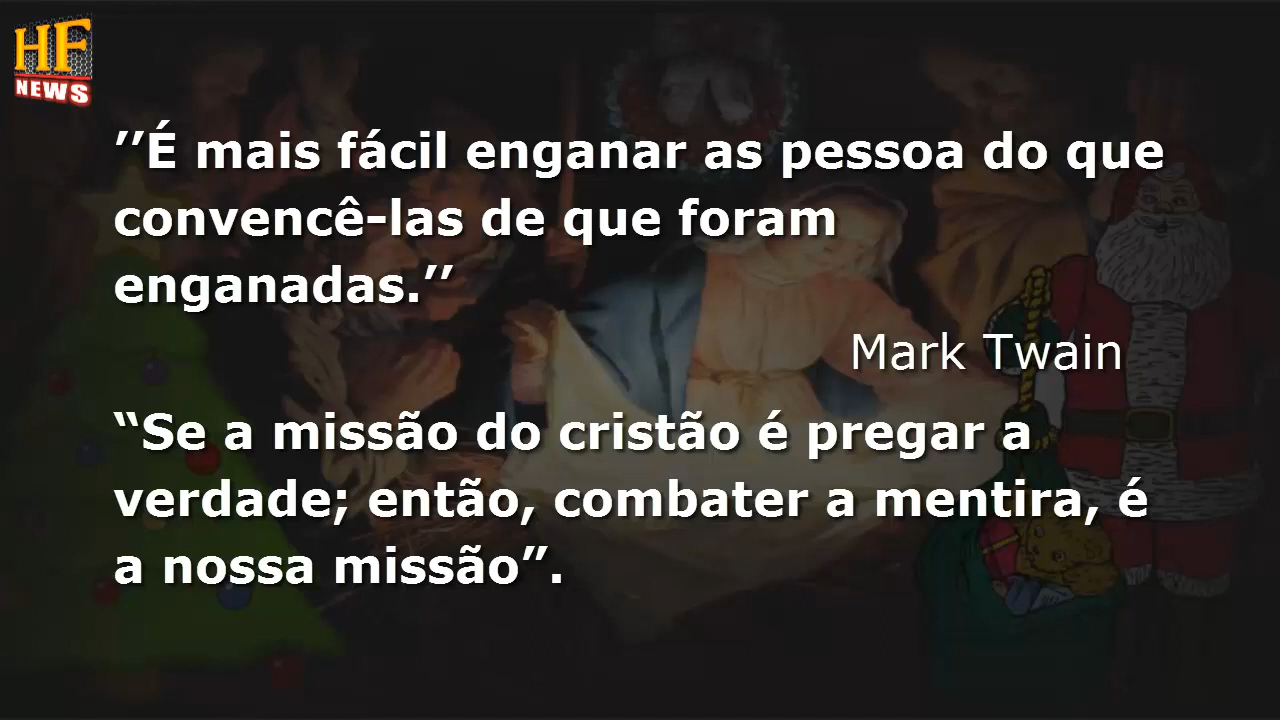 HF
NEWS
’’É mais fácil enganar as pessoa do que
convencê-las de que foram
enganadas.’’
Mark Twain
“Se a missão do cristão é pregar a
verdade; então, combater a mentira, é
a nossa missão”.